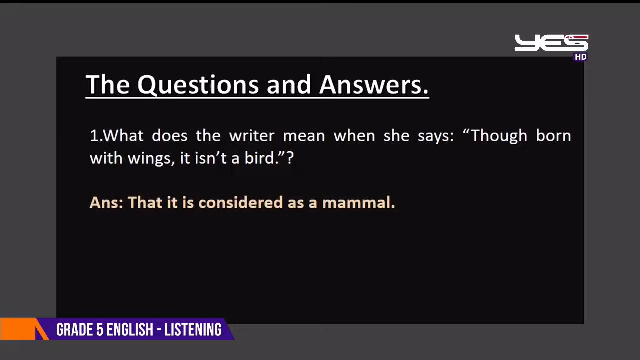 YES
HD
The Questions and Answers.
1.What does the writer mean when she says: “Though born
with wings, it isn’t a bird.”?
Ans: That it is considered as a mammal.
GRADE 5 ENGLISH - LISTENING